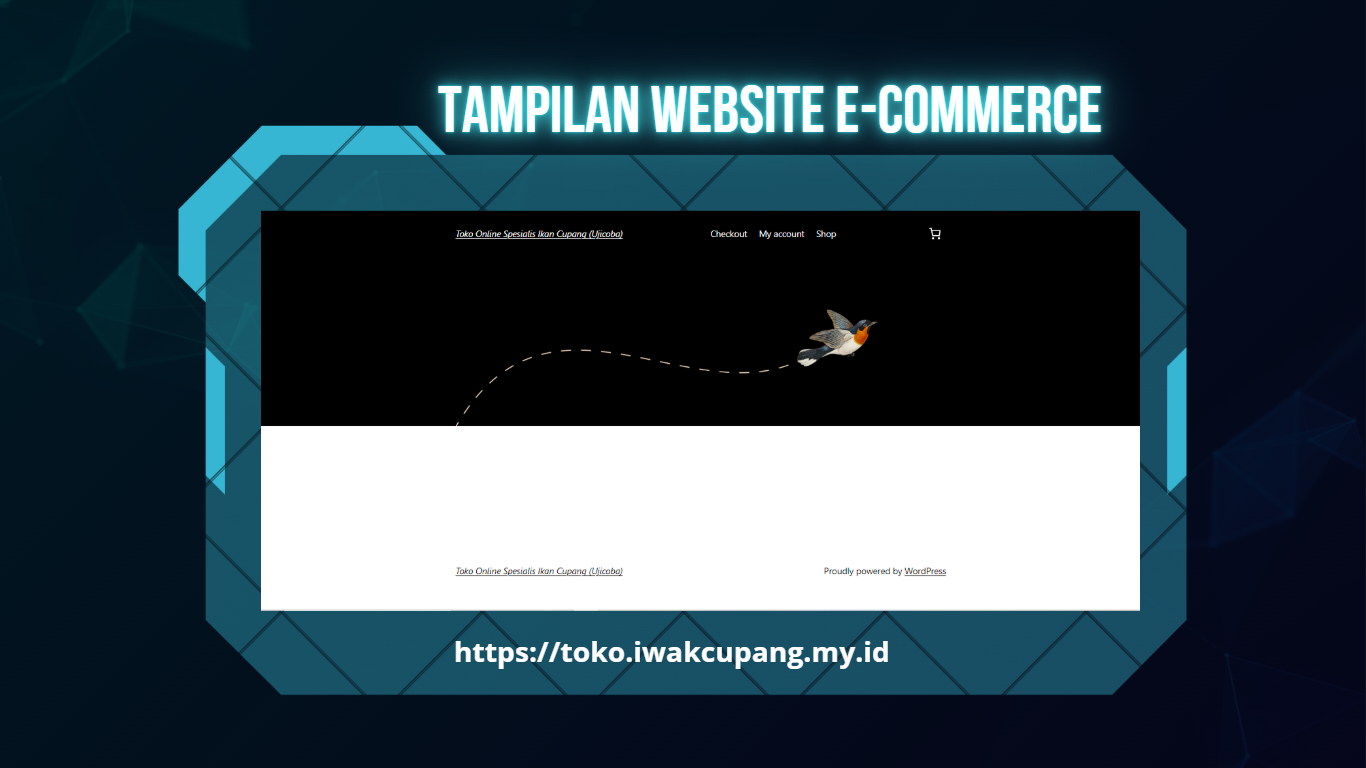 TAMPILAN WEBSITE E-COMMERCE
Toko Online Spesialis Ikan Cupang (Ujicoba)
Checkout My account Shop
Toko Online Spesialis Ikan Cupang (Ujicoba)
Proudly powered by WordPress
https://toko.iwakcupang.my.id